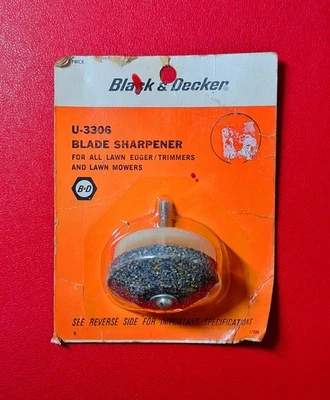 PRICE
Black & Decker®
U-3306
BLADE SHARPENER
FOR ALL LAWN EDGER/TRIMMERS
AND LAWN MOWERS
B·D
SEE REVERSE SIDE FOR IMPORTANT SPECIFICATIONS
X